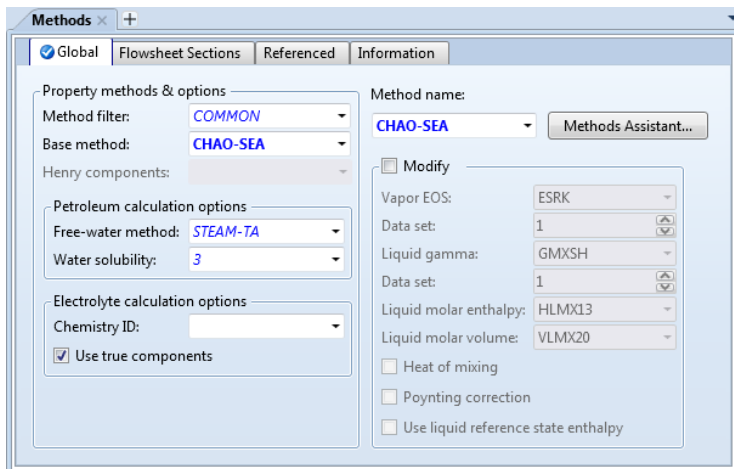 Methods
Global Flowsheet Sections Referenced Information
Property methods & options
Method filter: COMMON
Base method: CHAO-SEA
Henry components:
Petroleum calculation options
Free-water method: STEAM-TA
Water solubility: 3
Electrolyte calculation options
Chemistry ID:
Use true components
Method name:
CHAO-SEA Methods Assistant...
Modify
Vapor EOS: ESRK
Data set: 1
Liquid gamma: GMXSH
Data set: 1
Liquid molar enthalpy: HLMX13
Liquid molar volume: VLMX20
Heat of mixing
Poynting correction
Use liquid reference state enthalpy